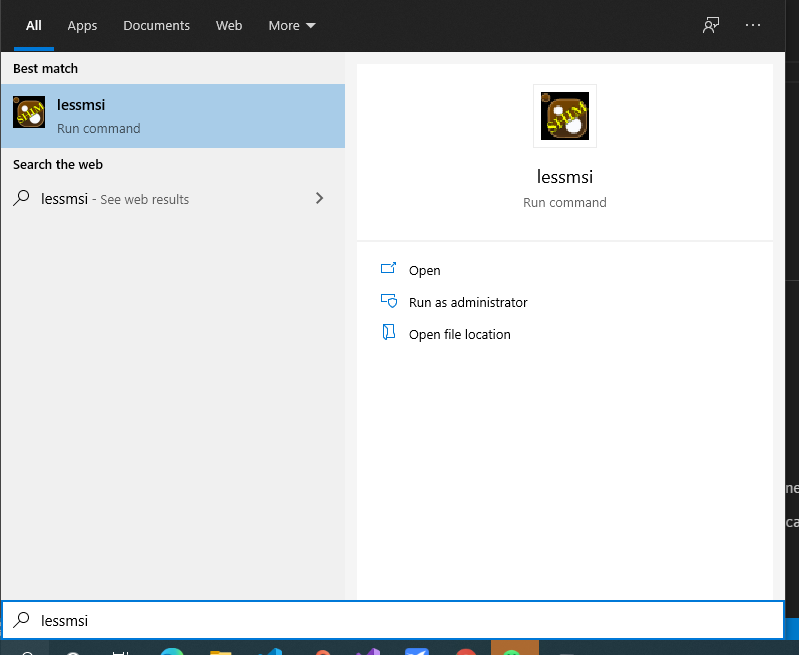 All Apps Documents Web More
Best match
lessmsi
Run command
Search the web
lessmsi - See web results
lessmsi
Run command
Open
Run as administrator
Open file location
ne
ca
lessmsi